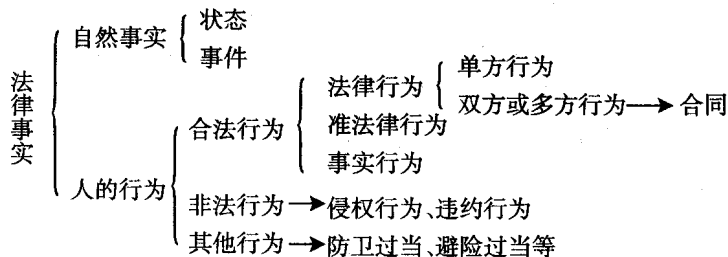 法律事实
自然事实
状态
事件
人的行为
合法行为
法律行为
单方行为
双方或多方行为→合同
准法律行为
事实行为
非法行为→侵权行为、违约行为
其他行为→防卫过当、避险过当等